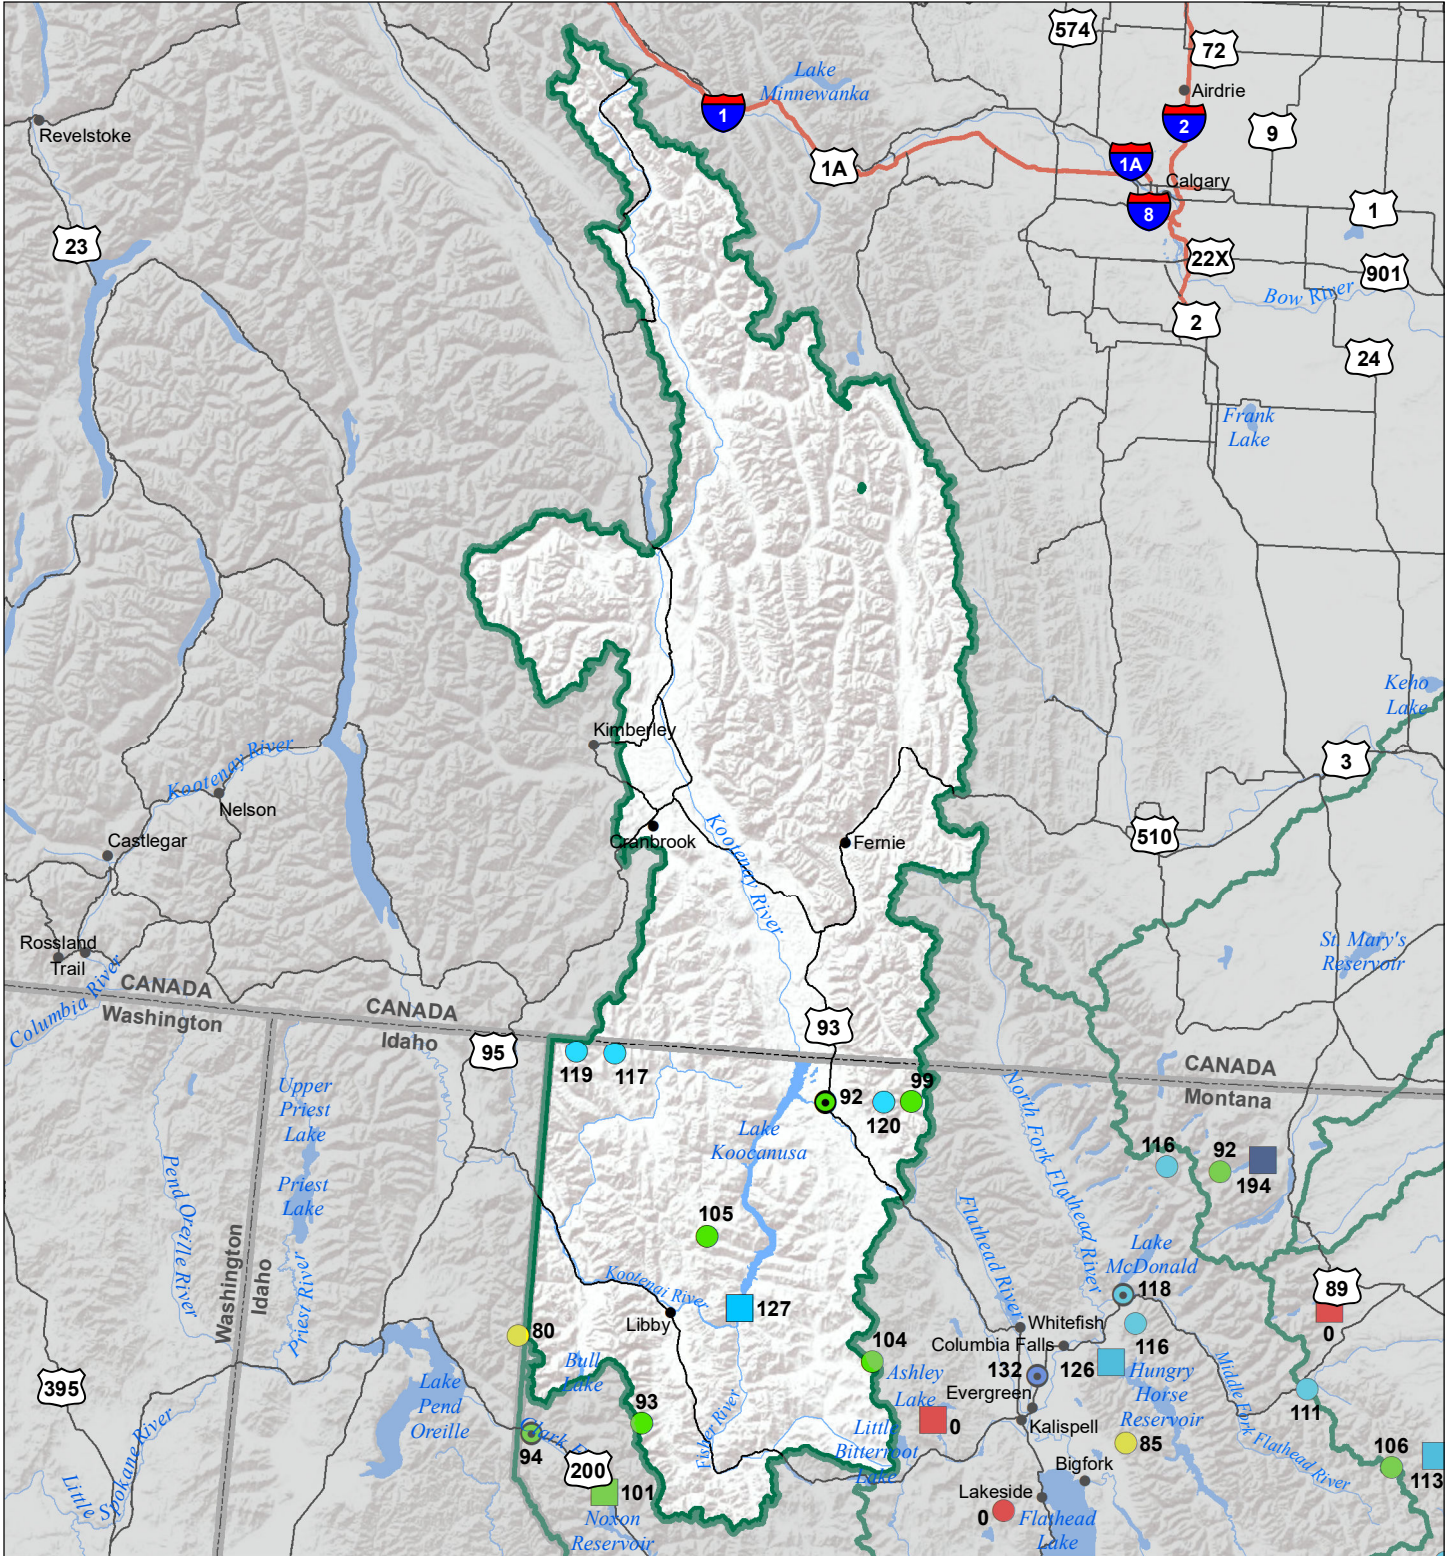 574
72
Lake
Minnewanka
Airdrie
1
2
9
Revelstoke
1A
1A
Calgary
8
1
23
22X
901
Bow River
2
24
Frank
Lake
Keho
Lake
Kimberley
3
Kootenay River
Nelson
Kootenay River
510
Castlegar
Cranbrook
Fernie
Rossland
Trail
St. Mary's
Reservoir
Columbia River
CANADA
Washington
CANADA
Idaho
95
93
CANADA
Montana
119
117
92
120
99
Upper
Priest
Lake
Lake
Koocanusa
North Fork Flathead River
116
92
194
Pend Oreille River
Priest
Lake
105
Flathead River
Lake
McDonald
Washington
Idaho
Priest River
Kootenai River
127
118
89
0
Libby
Whitefish
Columbia Falls
116
80
104
Ashley
Lake
132
126
Hungry
Horse
Reservoir
Middle Fork Flathead River
Bull
Lake
395
Lake
Pend
Oreille
93
Fisher River
0
Evergreen
Kalispell
111
Little
Bitterroot
Lake
85
Clark F
94
200
106
113
Bigfork
Little Spokane River
101
Noxon
Reservoir
Lakeside
0
Flathead
Lake